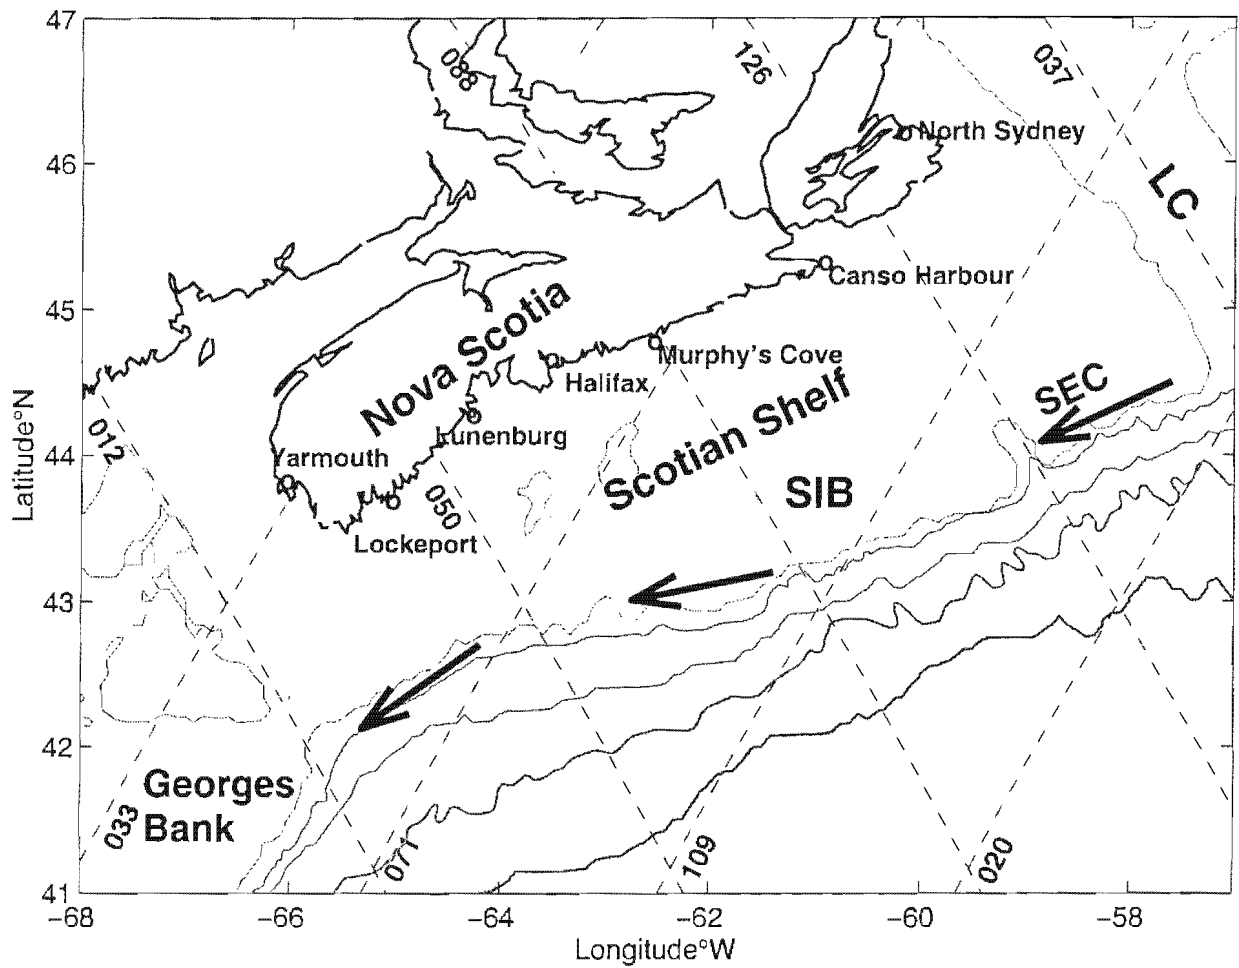 47
088
126
037
North Sydney
46
LC
Canso Harbour
45
Nova Scotia
Murphy's Cove
Halifax
SEC
Scotian Shelf
012
Lunenburg
44
Yarmouth
SIB
050
Lockeport
43
42
Georges
Bank
033
071
109
020
41
−68
−66
−64
−62
−60
−58
Longitude°W
Latitude°N